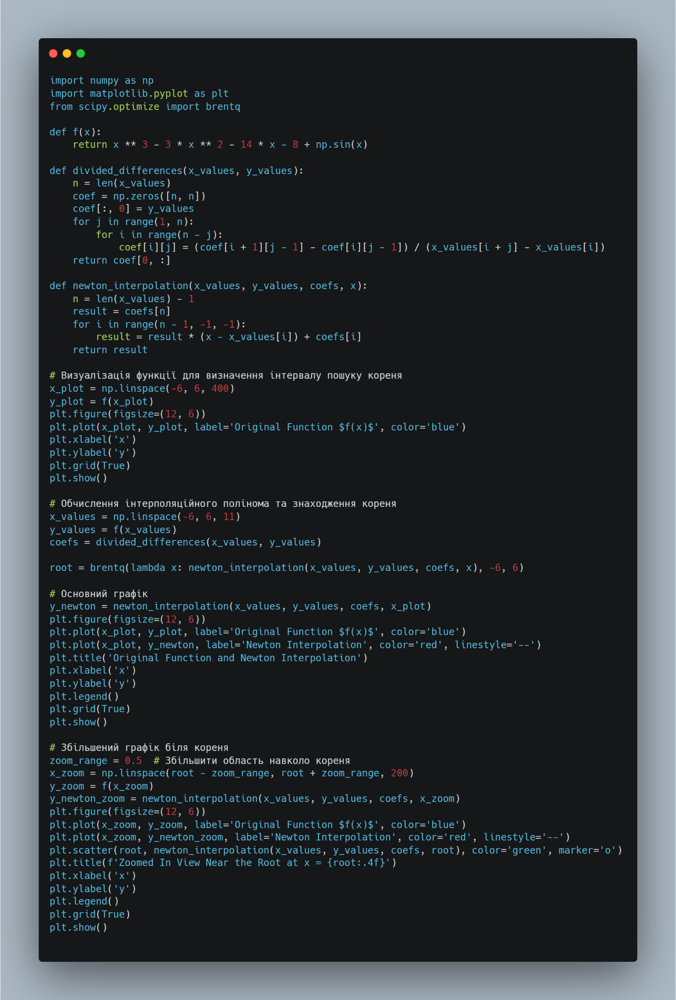 import numpy as np
import matplotlib.pyplot as plt
from scipy.optimize import brentq

def f(x):
    return x ** 3 - 3 * x ** 2 - 14 * x - 8 + np.sin(x)

def divided_differences(x_values, y_values):
    n = len(x_values)
    coef = np.zeros([n, n])
    coef[:, 0] = y_values
    for j in range(1, n):
        for i in range(n - j):
            coef[i][j] = (coef[i + 1][j - 1] - coef[i][j - 1]) / (x_values[i + j] - x_values[i])
    return coef[0, :]

def newton_interpolation(x_values, y_values, coefs, x):
    n = len(x_values) - 1
    result = coefs[n]
    for i in range(n - 1, -1, -1):
        result = result * (x - x_values[i]) + coefs[i]
    return result

# Визуалізація функції для визначення інтервалу пошуку кореня
x_plot = np.linspace(-6, 6, 400)
y_plot = f(x_plot)
plt.figure(figsize=(12, 6))
plt.plot(x_plot, y_plot, label='Original Function $f(x)$', color='blue')
plt.xlabel('x')
plt.ylabel('y')
plt.grid(True)
plt.show()

# Обчислення інтерполяційного полінома та знаходження кореня
x_values = np.linspace(-6, 6, 11)
y_values = f(x_values)
coefs = divided_differences(x_values, y_values)

root = brentq(lambda x: newton_interpolation(x_values, y_values, coefs, x), -6, 6)

# Основний графік
y_newton = newton_interpolation(x_values, y_values, coefs, x_plot)
plt.figure(figsize=(12, 6))
plt.plot(x_plot, y_plot, label='Original Function $f(x)$', color='blue')
plt.plot(x_plot, y_newton, label='Newton Interpolation', color='red', linestyle='--')
plt.title('Original Function and Newton Interpolation')
plt.xlabel('x')
plt.ylabel('y')
plt.legend()
plt.grid(True)
plt.show()

# Збільшений графік біля кореня
zoom_range = 0.5  # Збільшити область навколо кореня
x_zoom = np.linspace(root - zoom_range, root + zoom_range, 200)
y_zoom = f(x_zoom)
y_newton_zoom = newton_interpolation(x_values, y_values, coefs, x_zoom)
plt.figure(figsize=(12, 6))
plt.plot(x_zoom, y_zoom, label='Original Function $f(x)$', color='blue')
plt.plot(x_zoom, y_newton_zoom, label='Newton Interpolation', color='red', linestyle='--')
plt.scatter(root, newton_interpolation(x_values, y_values, coefs, root), color='green', marker='o')
plt.title(f'Zoomed In View Near the Root at x = {root:.4f}')
plt.xlabel('x')
plt.ylabel('y')
plt.legend()
plt.grid(True)
plt.show()